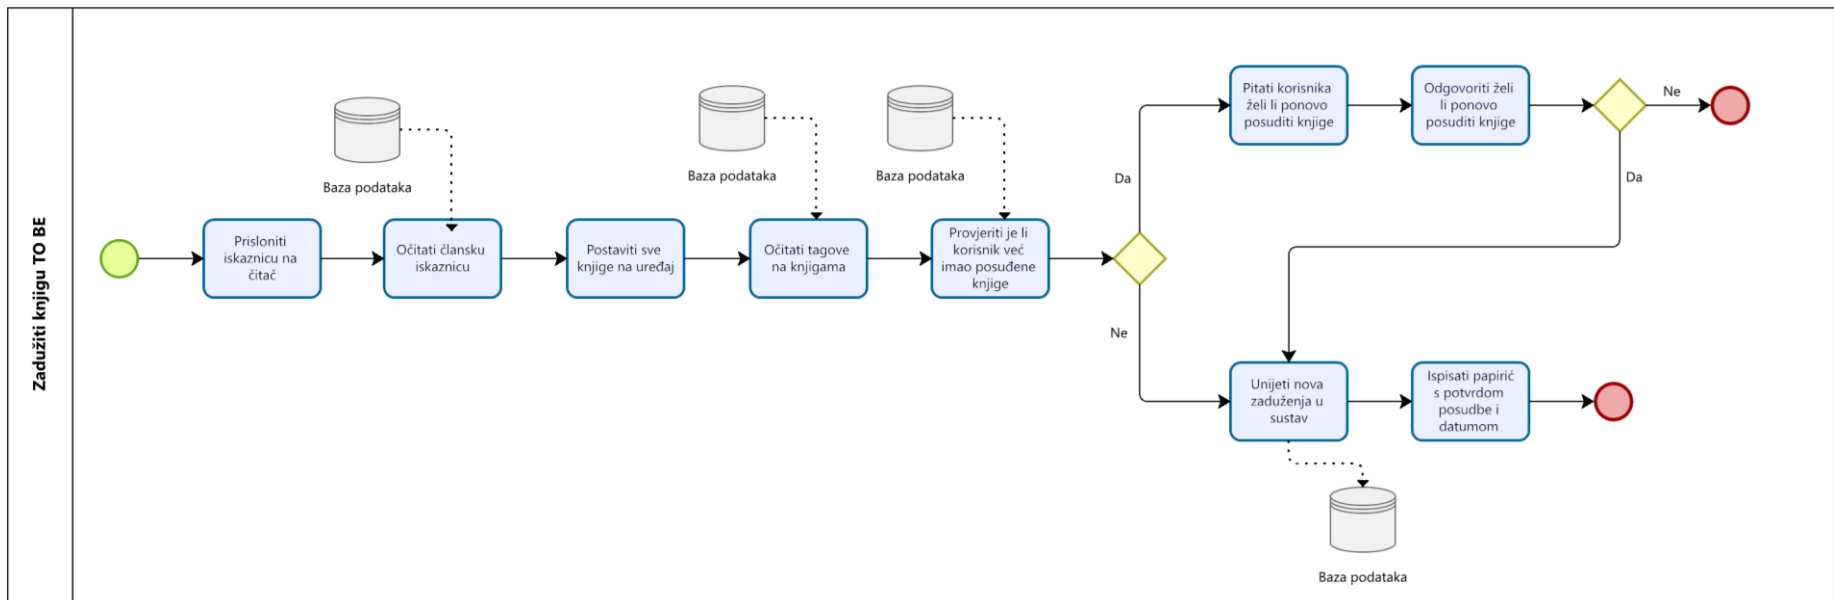 Zadužiti knjigu TO BE
Prisloniti
iskaznicu na
čitač
Baza podataka
Očitati člansku
iskaznicu
Postaviti sve
knjige na uređaj
Baza podataka
Očitati tagove
na knjigama
Baza podataka
Provjeriti je li
korisnik već
imao posuđene
knjige
Da
Pitati korisnika
želi li ponovo
posuditi knjige
Odgovoriti želi
li ponovo
posuditi knjige
Ne
Da
Ne
Unijeti nova
zaduženja u
sustav
Ispisati papirić
s potvrdom
posudbe i
datumom
Baza podataka